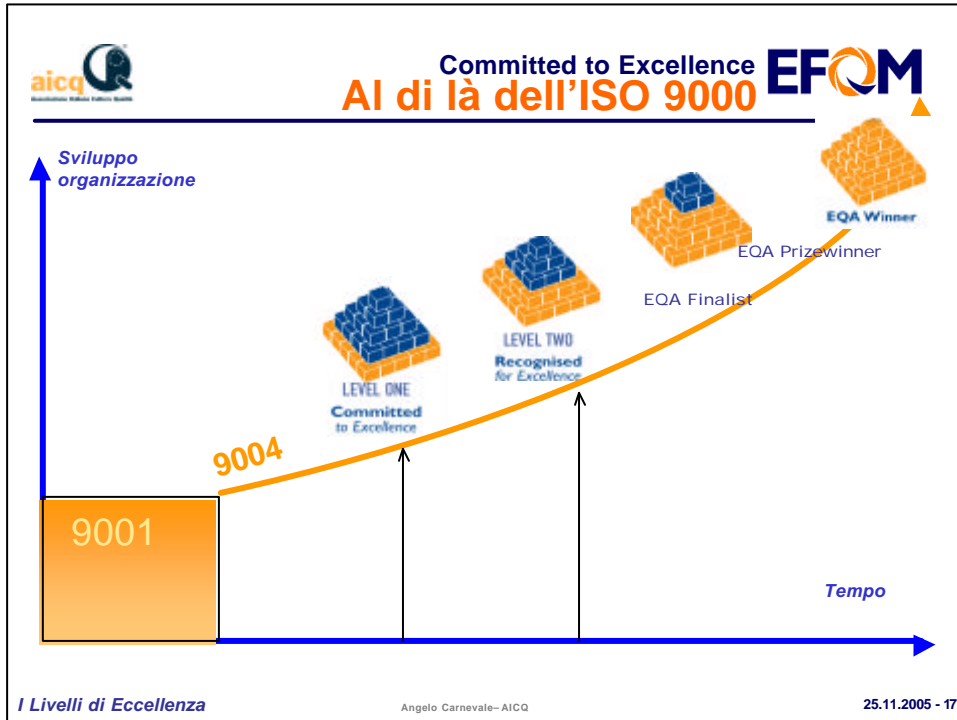 Committed to Excellence
Al di là dell'ISO 9000
aicq
EFQM
Sviluppo
organizzazione
EQA Winner
EQA Prizewinner
EQA Finalist
LEVEL TWO
Recognised
for Excellence
LEVEL ONE
Committed
to Excellence
9004
9001
Tempo
I Livelli di Eccellenza
Angelo Carnevale–AICQ
25.11.2005 - 17